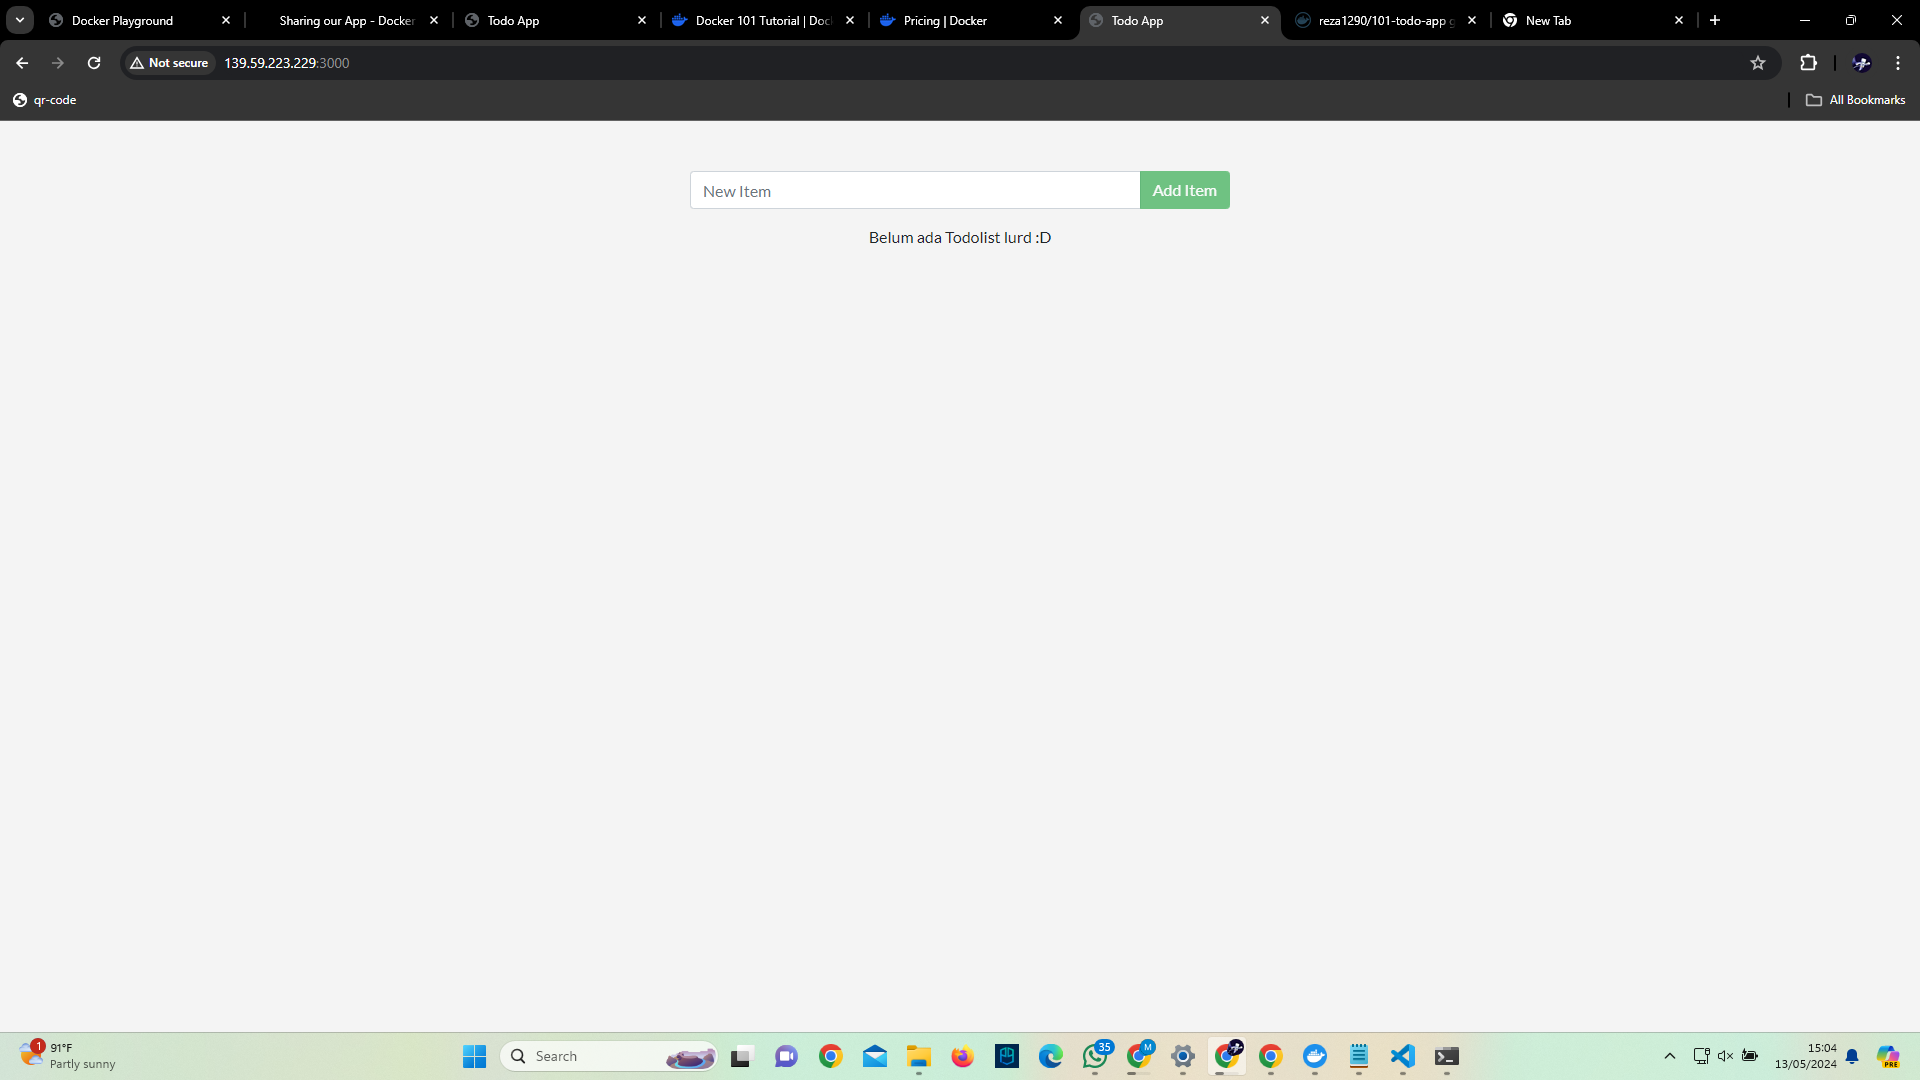 Docker Playground
Sharing our App - Docker
Todo App
Docker 101 Tutorial | Doc
Pricing | Docker
Todo App
reza1290/101-todo-app
New Tab
Not secure
139.59.223.229:3000
qr-code
All Bookmarks
New Item
Add Item
Belum ada Todolist lurd :D
1
91°F
Partly sunny
Search
35
M
15:04
13/05/2024
PRE